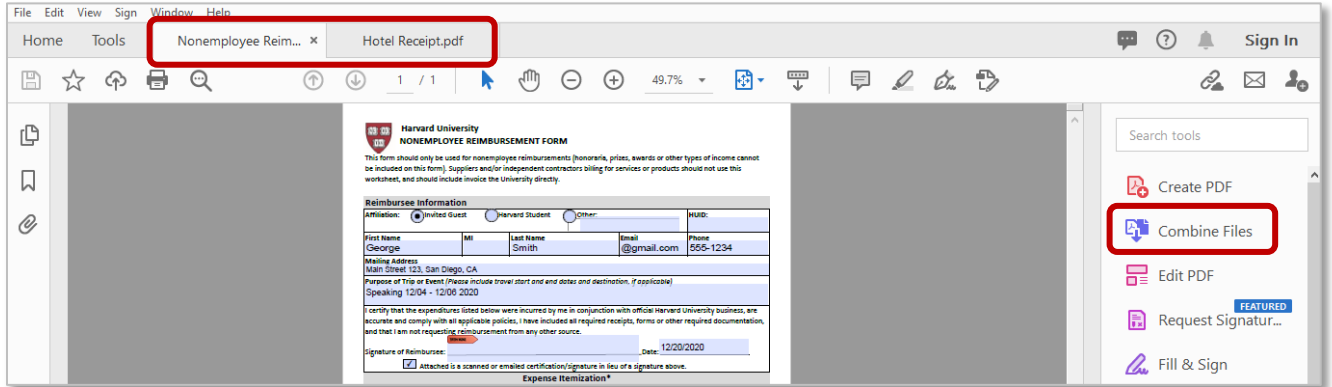 File Edit View Sign Window Help
Home Tools Nonemployee Reim... × Hotel Receipt.pdf Sign In
1 / 1 49.7%
Search tools
Create PDF
Combine Files
Edit PDF
FEATURED
Request Signatur...
Fill & Sign
Harvard University
NONEMPLOYEE REIMBURSEMENT FORM
This form should only be used for nonemployee reimbursements (honoraria, prizes, awards or other types of income cannot
be included on this form). Suppliers and/or independent contractors billing for services or products should not use this
worksheet, and should include invoice the University directly.
Reimbursee Information
Affiliation: Invited Guest Harvard Student Other: HUID:
First Name MI Last Name Email Phone
George Smith @gmail.com 555-1234
Mailing Address
Main Street 123, San Diego, CA
Purpose of Trip or Event (Please include travel start and end dates and destination, if applicable)
Speaking 12/04 - 12/06 2020
I certify that the expenditures listed below were incurred by me in conjunction with official Harvard University business, are
accurate and comply with all applicable policies, I have included all required receipts, forms or other required documentation,
and that I am not requesting reimbursement from any other source.
Signature of Reimbursee: Date: 12/20/2020
Attached is a scanned or emailed certification/signature in lieu of a signature above.
Expense Itemization*